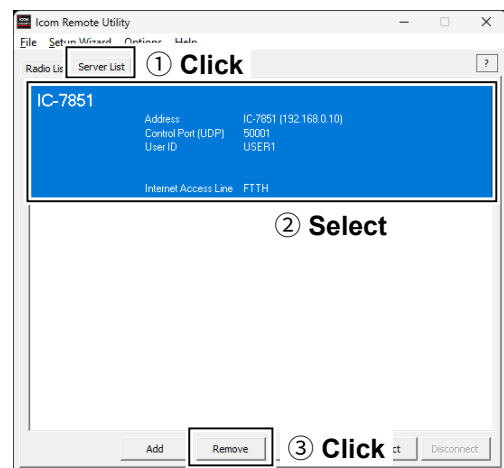 Icom Remote Utility
File Setup Wizard Options Help
Radio Lis Server List ① Click ?
IC-7851
Address IC-7851 (192.168.0.10)
Control Port (UDP) 50001
User ID USER1
Internet Access Line FTTH
② Select
Add Remove ③ Click ct Disconnect